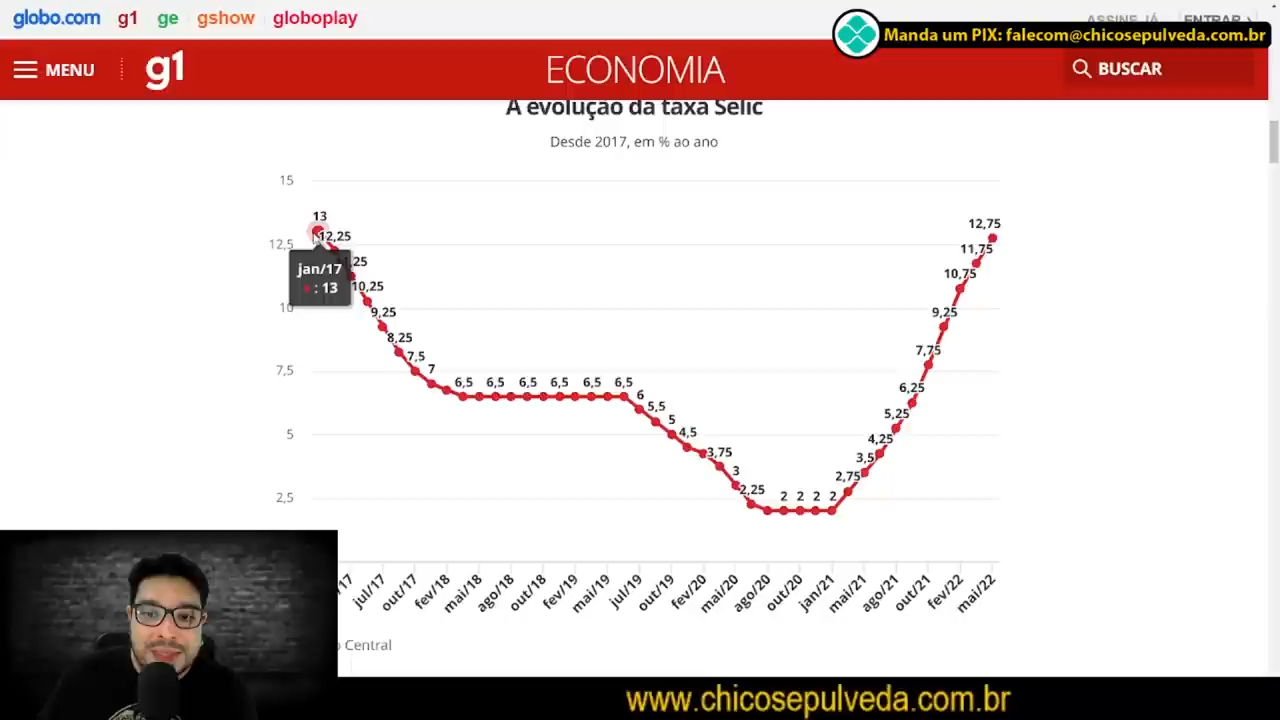 globo.com g1 ge gshow globoplay
ASSINE JÁ ENTRAR ›
Manda um PIX: falecom@chicosepulveda.com.br
MENU g1 ECONOMIA BUSCAR
A evolução da taxa Selic
Desde 2017, em % ao ano
15
12,5
10
7,5
5
2,5
13
12,25
,25
10,25
9,25
8,25
7,5
7
6,5 6,5 6,5 6,5 6,5 6,5
6
5,5
5
4,5
3,75
3
2,25
2 2 2 2
2,75
3,5
4,25
5,25
6,25
7,75
9,25
10,75
11,75
12,75
jan/17
: 13
/17 jul/17 out/17 fev/18 mai/18 ago/18 out/18 fev/19 mai/19 jul/19 out/19 fev/20 mai/20 ago/20 out/20 jan/21 mai/21 ago/21 out/21 fev/22 mai/22
Central
www.chicosepulveda.com.br